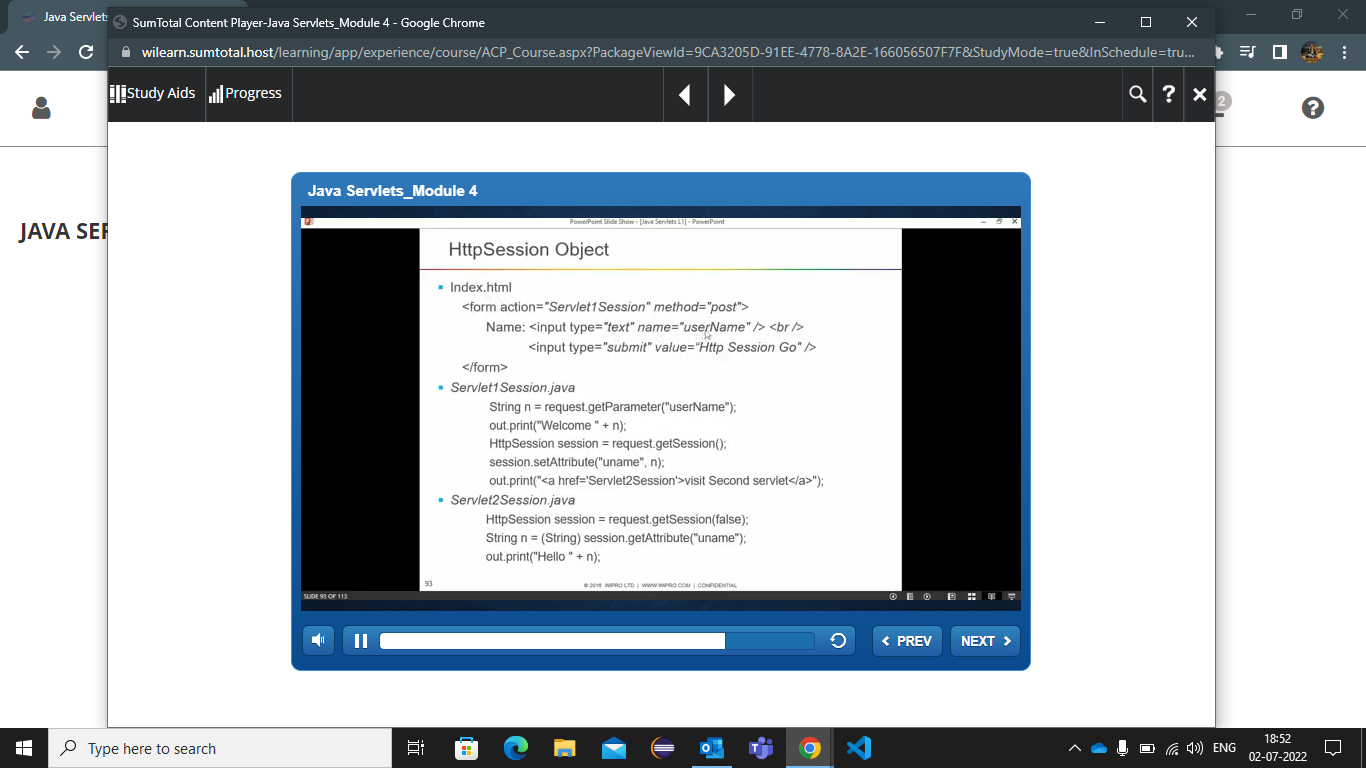 Java Servlets
SumTotal Content Player-Java Servlets_Module 4 - Google Chrome
wilearn.sumtotal.host/learning/app/experience/course/ACP_Course.aspx?PackageViewId=9CA3205D-91EE-4778-8A2E-166056507F7F&StudyMode=true&InSchedule=tru...
Study Aids
Progress
?
2
?
JAVA SER
Java Servlets_Module 4
PowerPoint Slide Show - [Java Servlets L1] - PowerPoint
HttpSession Object
Index.html
<form action="Servlet1Session" method="post">
Name: <input type="text" name="userName" /> <br />
<input type="submit" value="Http Session Go" />
</form>
Servlet1Session.java
String n = request.getParameter("userName");
out.print("Welcome " + n);
HttpSession session = request.getSession();
session.setAttribute("uname", n);
out.print("<a href='Servlet2Session'>visit Second servlet</a>");
Servlet2Session.java
HttpSession session = request.getSession(false);
String n = (String) session.getAttribute("uname");
out.print("Hello " + n);
93
© 2016 WIPRO LTD | WWW.WIPRO.COM | CONFIDENTIAL
SLIDE 93 OF 113
PREV
NEXT
Type here to search
ENG
18:52
02-07-2022